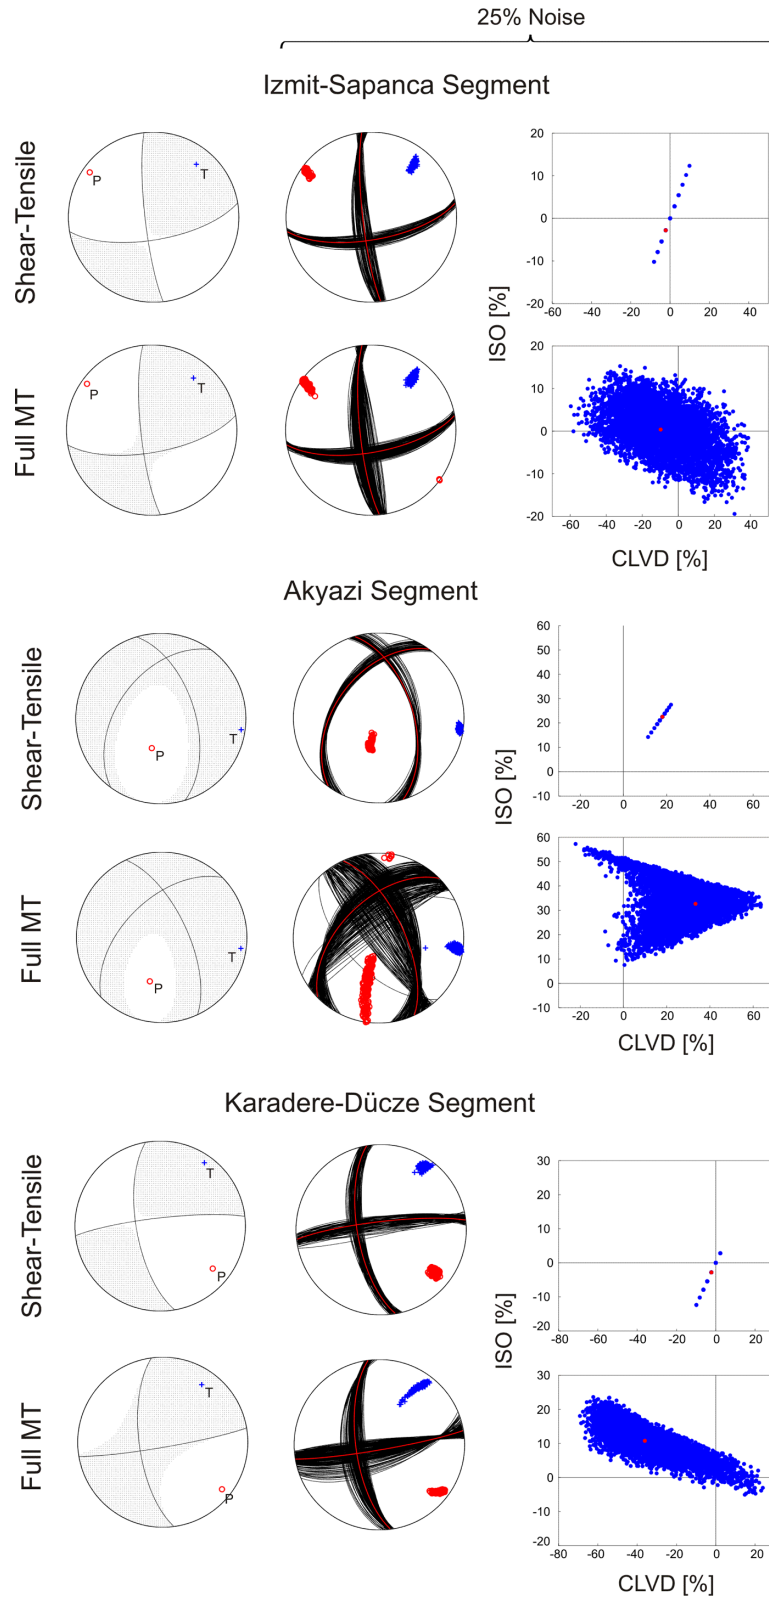 25% Noise
Izmit-Sapanca Segment
Shear-Tensile
P
T
20
10
0
-10
-20
-60
-40
-20
0
20
40
ISO [%]
Full MT
P
T
20
10
0
-10
-20
-60
-40
-20
0
20
40
CLVD [%]
Akyazi Segment
Shear-Tensile
P
T
60
50
40
30
20
10
0
-10
-20
0
20
40
60
ISO [%]
Full MT
P
T
60
50
40
30
20
10
0
-10
-20
0
20
40
60
CLVD [%]
Karadere-Dücze Segment
Shear-Tensile
T
P
30
20
10
0
-10
-20
-80
-60
-40
-20
0
20
ISO [%]
Full MT
T
P
30
20
10
0
-10
20
-80
-60
-40
-20
0
20
CLVD [%]